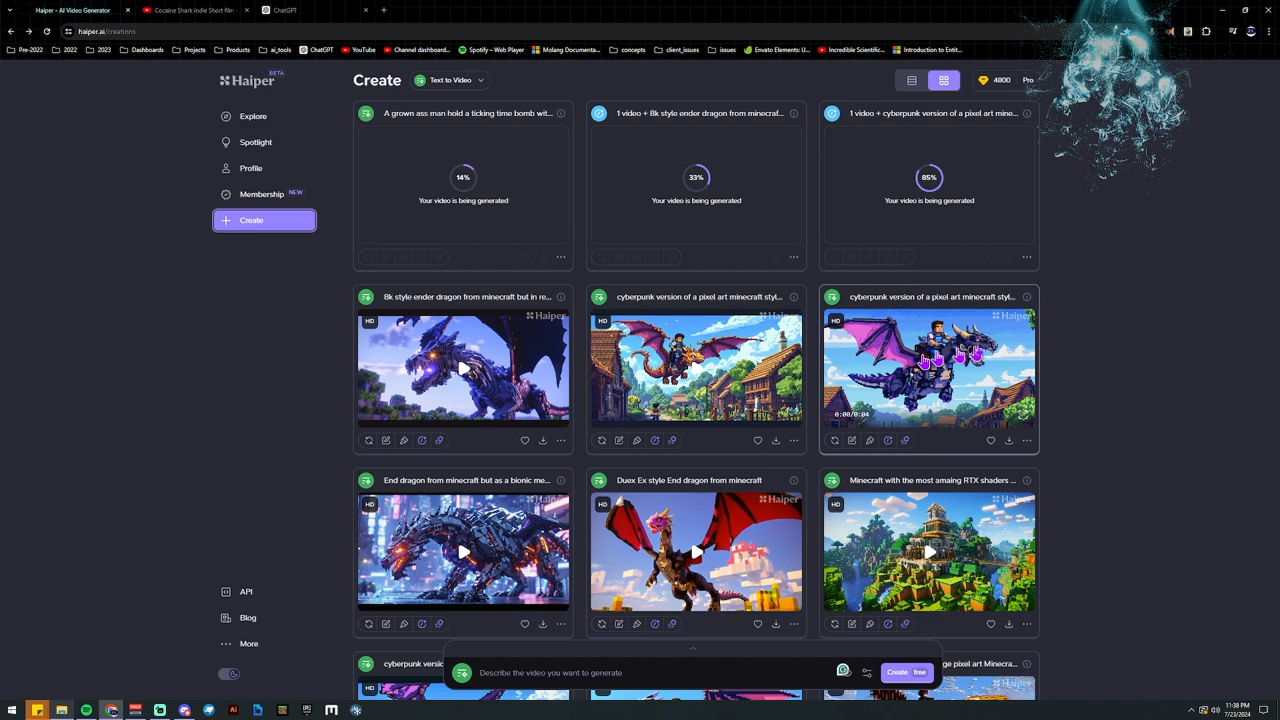 Haiper - AI Video Generator
Cocaine Shark indie Short film
ChatGPT
haiper.ai/creations
Pre-2022
2022
2023
Dashboards
Projects
Products
ai_tools
ChatGPT
YouTube
Channel dashboard...
Spotify – Web Player
Molang Documenta...
concepts
client_issues
issues
Envato Elements: U...
Incredible Scientific...
Introduction to Entit...
Haiper BETA
Create
Text to Video
4800
Pro
Explore
Spotlight
Profile
Membership NEW
Create
A grown ass man hold a ticking time bomb wit...
1 video + 8k style ender dragon from minecraf...
1 video + cyberpunk version of a pixel art mine...
14%
33%
85%
Your video is being generated
Your video is being generated
Your video is being generated
8k style ender dragon from minecraft but in re...
cyberpunk version of a pixel art minecraft styl...
cyberpunk version of a pixel art minecraft styl...
HD
Haiper
HD
Haiper
HD
Haiper
0:00/0:04
End dragon from minecraft but as a bionic me...
Duex Ex style End dragon from minecraft
Minecraft with the most amaing RTX shaders ...
HD
Haiper
HD
Haiper
HD
Haiper
API
Blog
More
cyberpunk versic
ge pixel art Minecra...
Describe the video you want to generate
Create free
HD
HD
HD
Haiper
11:38 PM
7/23/2024